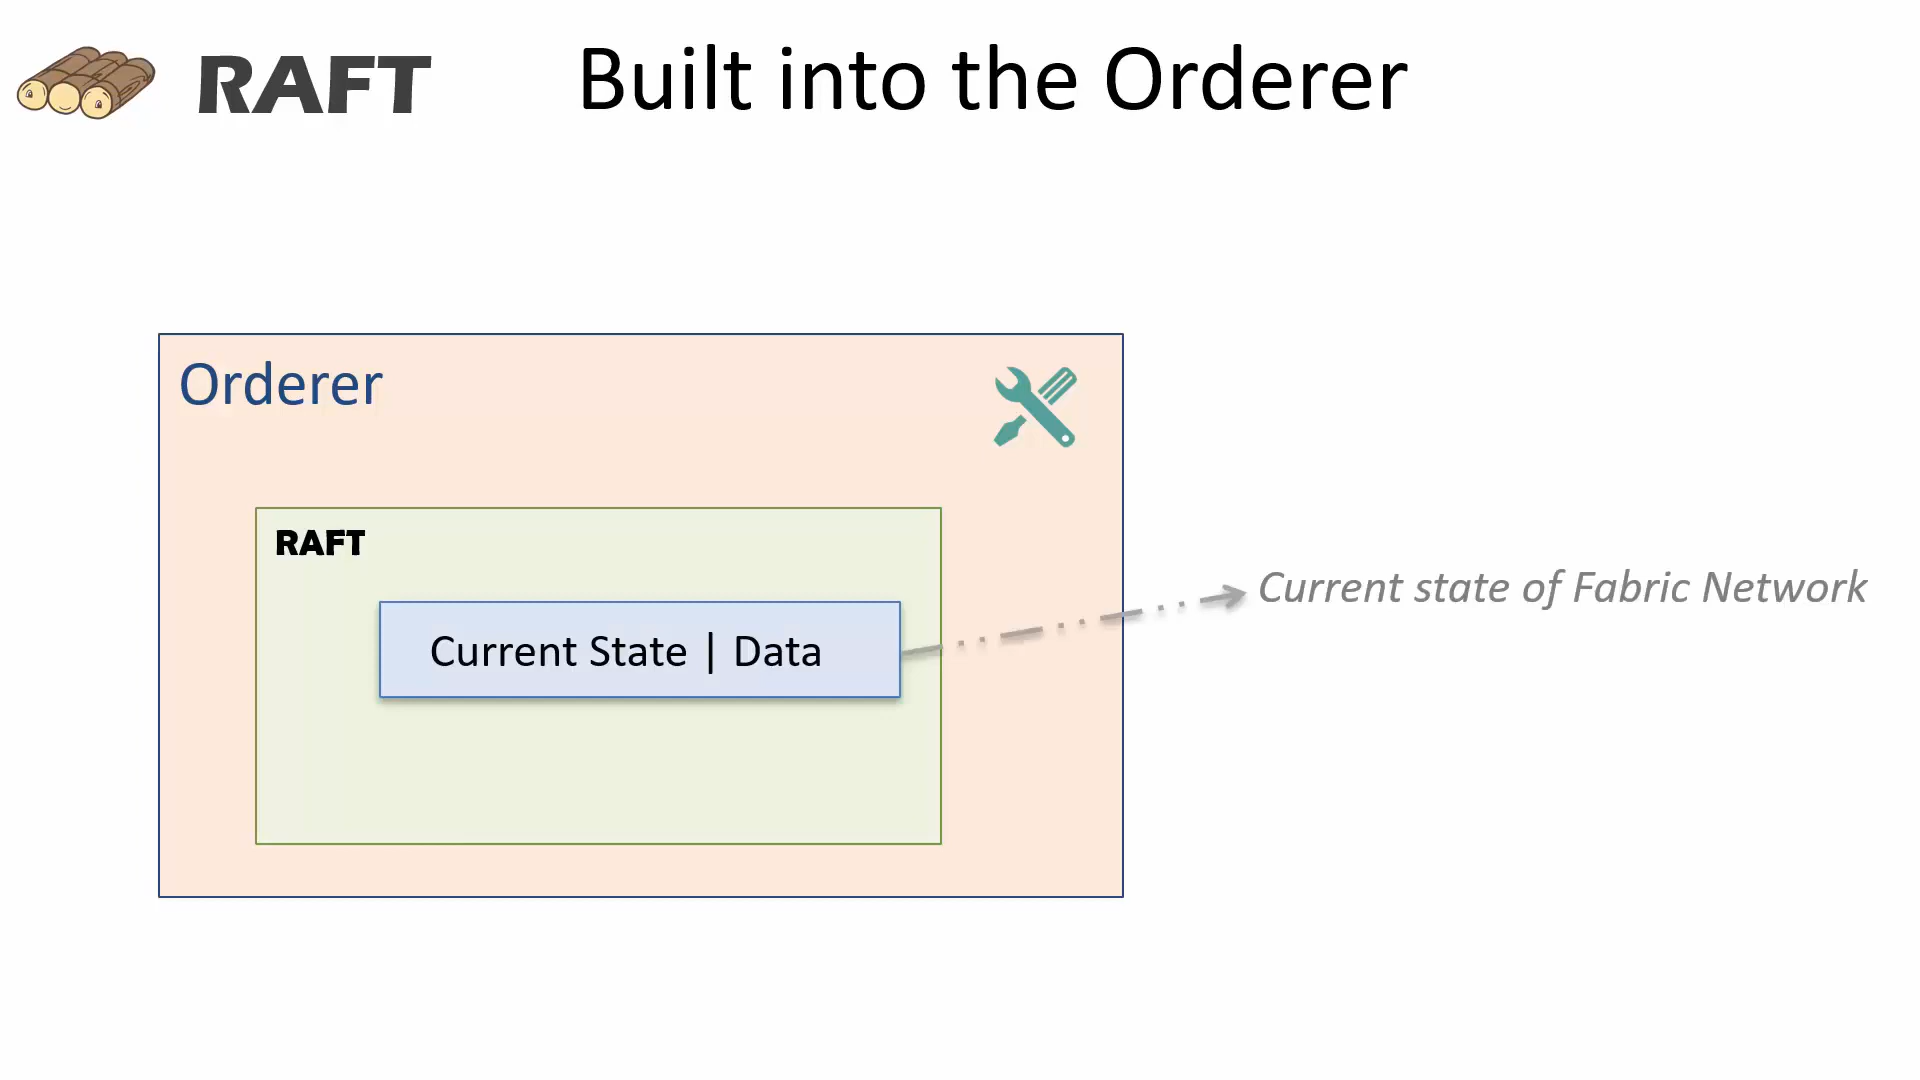 RAFT
Built into the Orderer
Orderer
RAFT
Current State | Data
Current state of Fabric Network